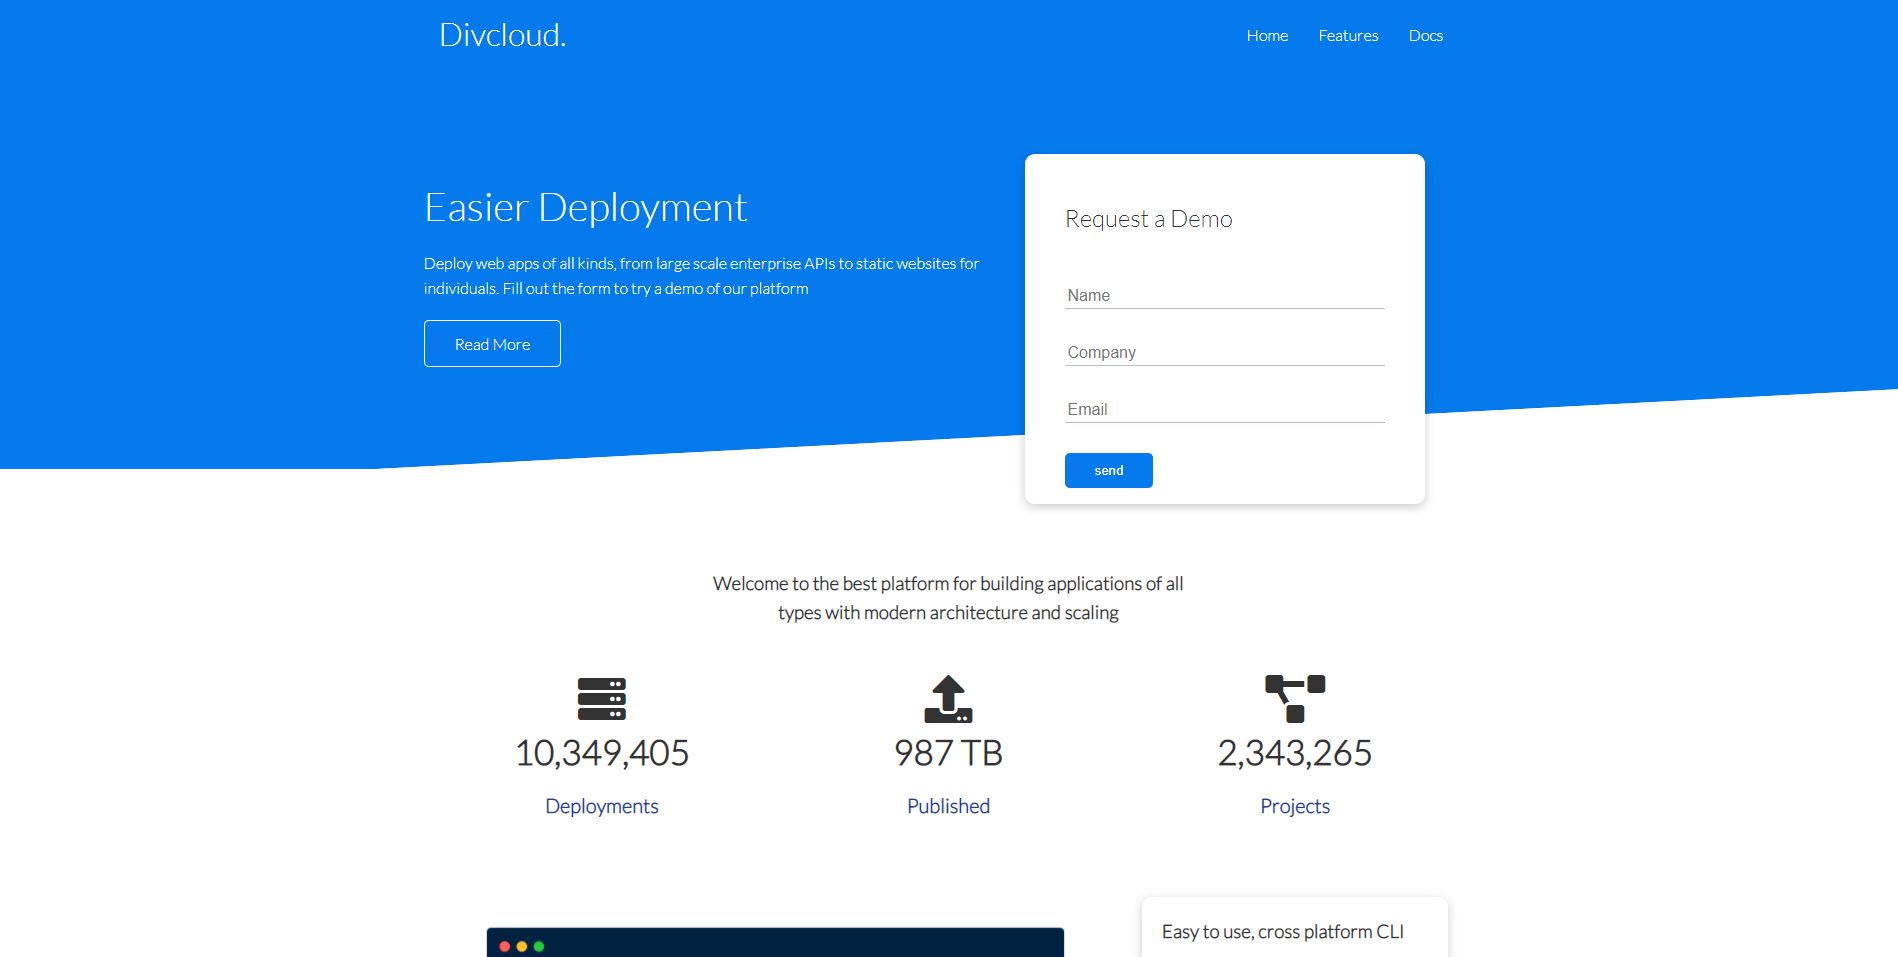 Divcloud.
Home Features Docs
Easier Deployment
Deploy web apps of all kinds, from large scale enterprise APIs to static websites for
individuals. Fill out the form to try a demo of our platform
Read More
Request a Demo
Name
Company
Email
send
Welcome to the best platform for building applications of all
types with modern architecture and scaling
10,349,405
Deployments
987 TB
Published
2,343,265
Projects
Easy to use, cross platform CLI